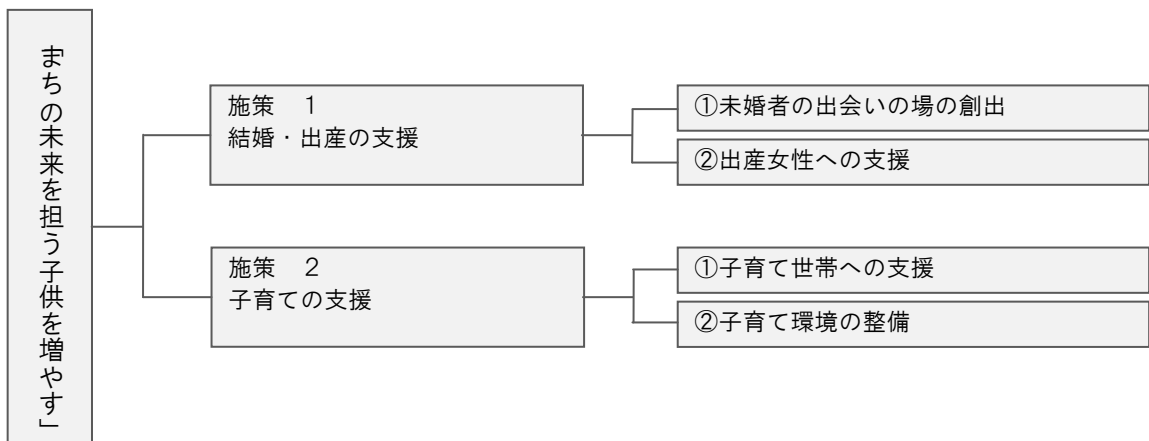 「まちの未来を担う子供を増やす」
施策　１
結婚・出産の支援
①未婚者の出会いの場の創出
②出産女性への支援
施策　２
子育ての支援
①子育て世帯への支援
②子育て環境の整備